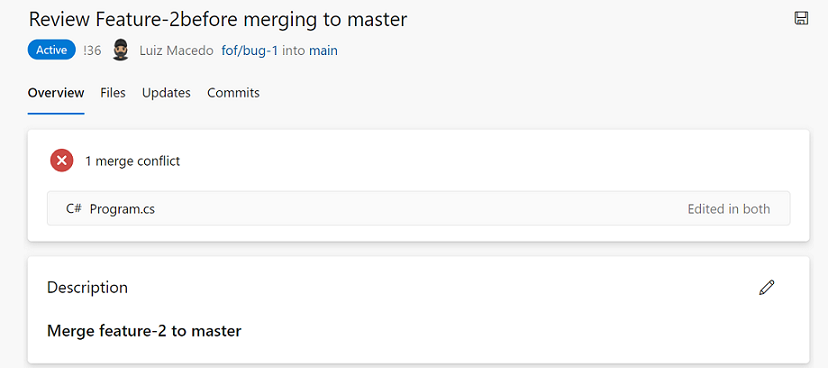 Review Feature-2before merging to master
Active !36 Luiz Macedo fof/bug-1 into main
Overview Files Updates Commits
1 merge conflict
C# Program.cs Edited in both
Description
Merge feature-2 to master